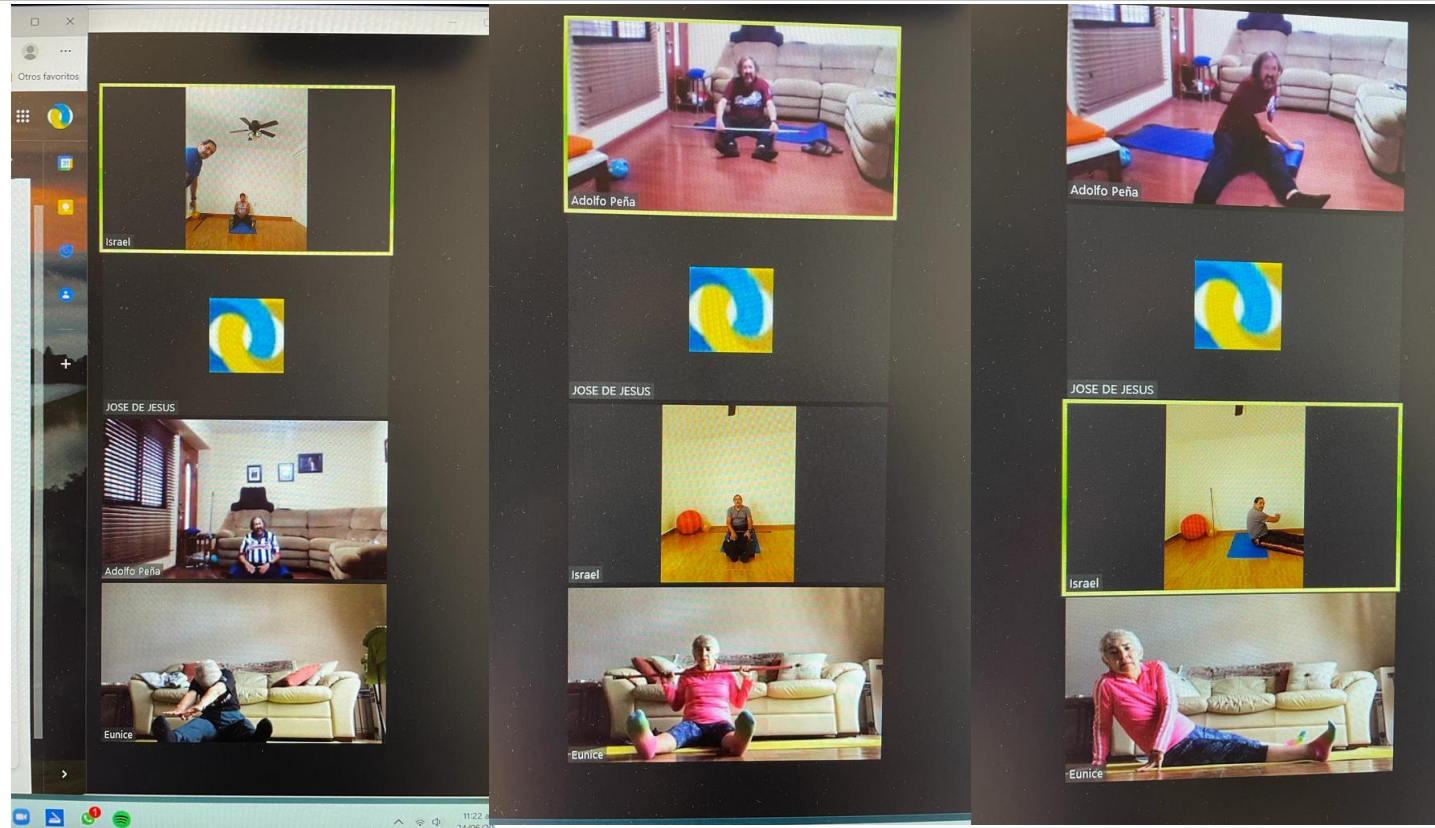 Otros favoritos
Israel
JOSE DE JESUS
Adolfo Peña
Eunice
1
11:22 a
Adolfo Peña
JOSE DE JESUS
Israel
Eunice
Adolfo Peña
JOSE DE JESUS
Israel
Eunice